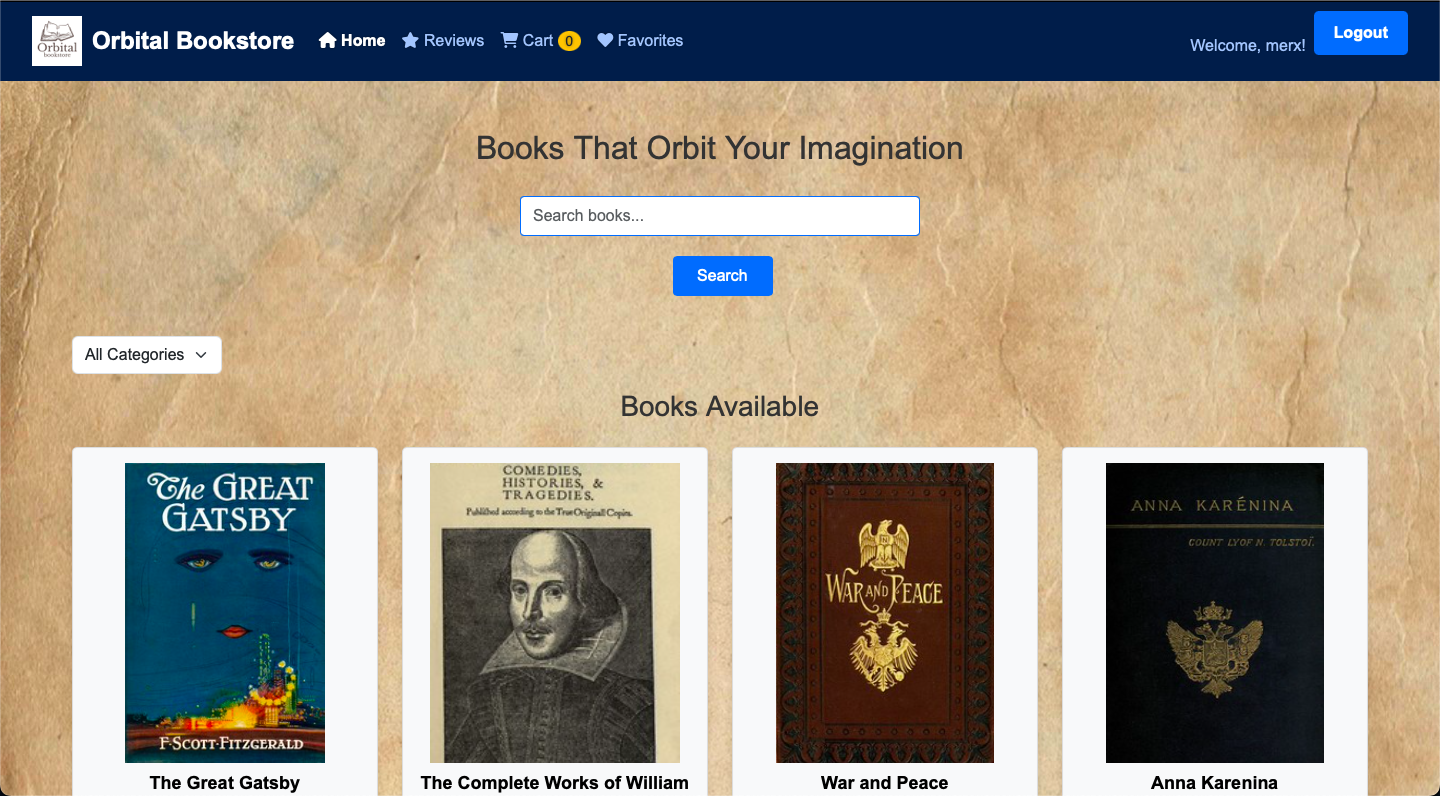 Orbital
bookstore
Orbital Bookstore
Home
Reviews
Cart 0
Favorites
Welcome, merx!
Logout
Books That Orbit Your Imagination
Search books...
Search
All Categories
Books Available
The GREAT
GATSBY
F·SCOTT·FITZGERALD
The Great Gatsby
COMEDIES,
HISTORIES, &
TRAGEDIES.
Published according to the True Originall Copies.
The Complete Works of William
N
WAR AND PEACE
War and Peace
ANNA KARÉNINA
COUNT LYOF N. TOLSTOÏ.
Anna Karenina